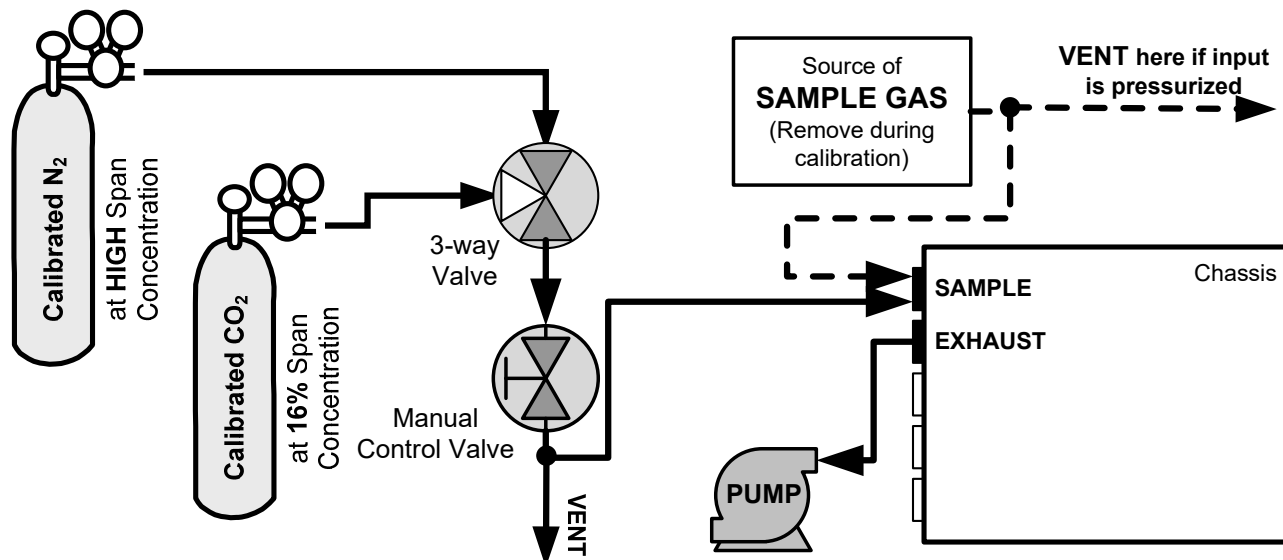 Calibrated N₂
at HIGH Span
Concentration
Calibrated CO₂
at 16% Span
Concentration
3-way
Valve
Manual
Control Valve
VENT
Source of
SAMPLE GAS
(Remove during
calibration)
VENT here if input
is pressurized
Chassis
SAMPLE
EXHAUST
PUMP